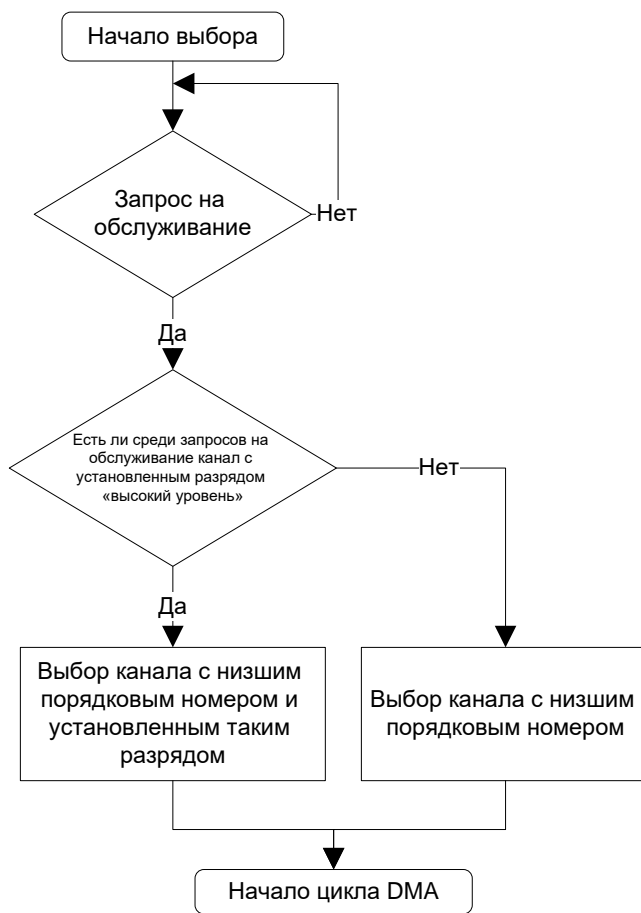 Начало выбора
Запрос на
обслуживание
Нет
Да
Есть ли среди запросов на
обслуживание канал с
установленным разрядом
«высокий уровень»
Нет
Да
Выбор канала с низшим
порядковым номером и
установленным таким
разрядом
Выбор канала с низшим
порядковым номером
Начало цикла DMA